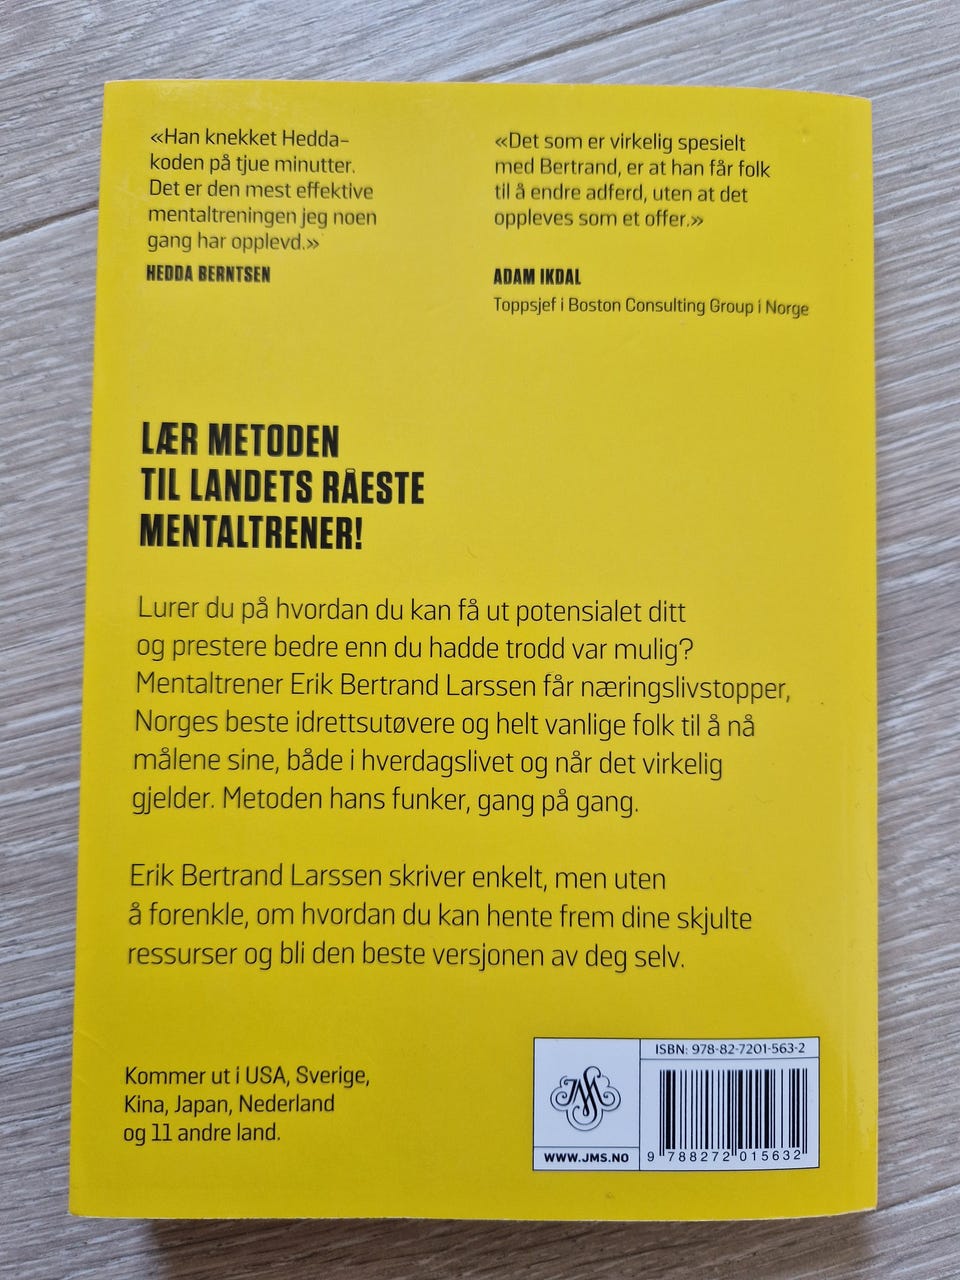 «Han knekket Hedda-
koden på tjue minutter.
Det er den mest effektive
mentaltreningen jeg noen
gang har opplevd.»
HEDDA BERNTSEN
«Det som er virkelig spesielt
med Bertrand, er at han får folk
til å endre adferd, uten at det
oppleves som et offer.»
ADAM IKDAL
Toppsjef i Boston Consulting Group i Norge
LÆR METODEN
TIL LANDETS RÅESTE
MENTALTRENER!
Lurer du på hvordan du kan få ut potensialet ditt
og prestere bedre enn du hadde trodd var mulig?
Mentaltrener Erik Bertrand Larssen får næringslivstopper,
Norges beste idrettsutøvere og helt vanlige folk til å nå
målene sine, både i hverdagslivet og når det virkelig
gjelder. Metoden hans funker, gang på gang.
Erik Bertrand Larssen skriver enkelt, men uten
å forenkle, om hvordan du kan hente frem dine skjulte
ressurser og bli den beste versjonen av deg selv.
Kommer ut i USA, Sverige,
Kina, Japan, Nederland
og 11 andre land.
ISBN: 978-82-7201-563-2
JMS
WWW.JMS.NO
9 788272 015632